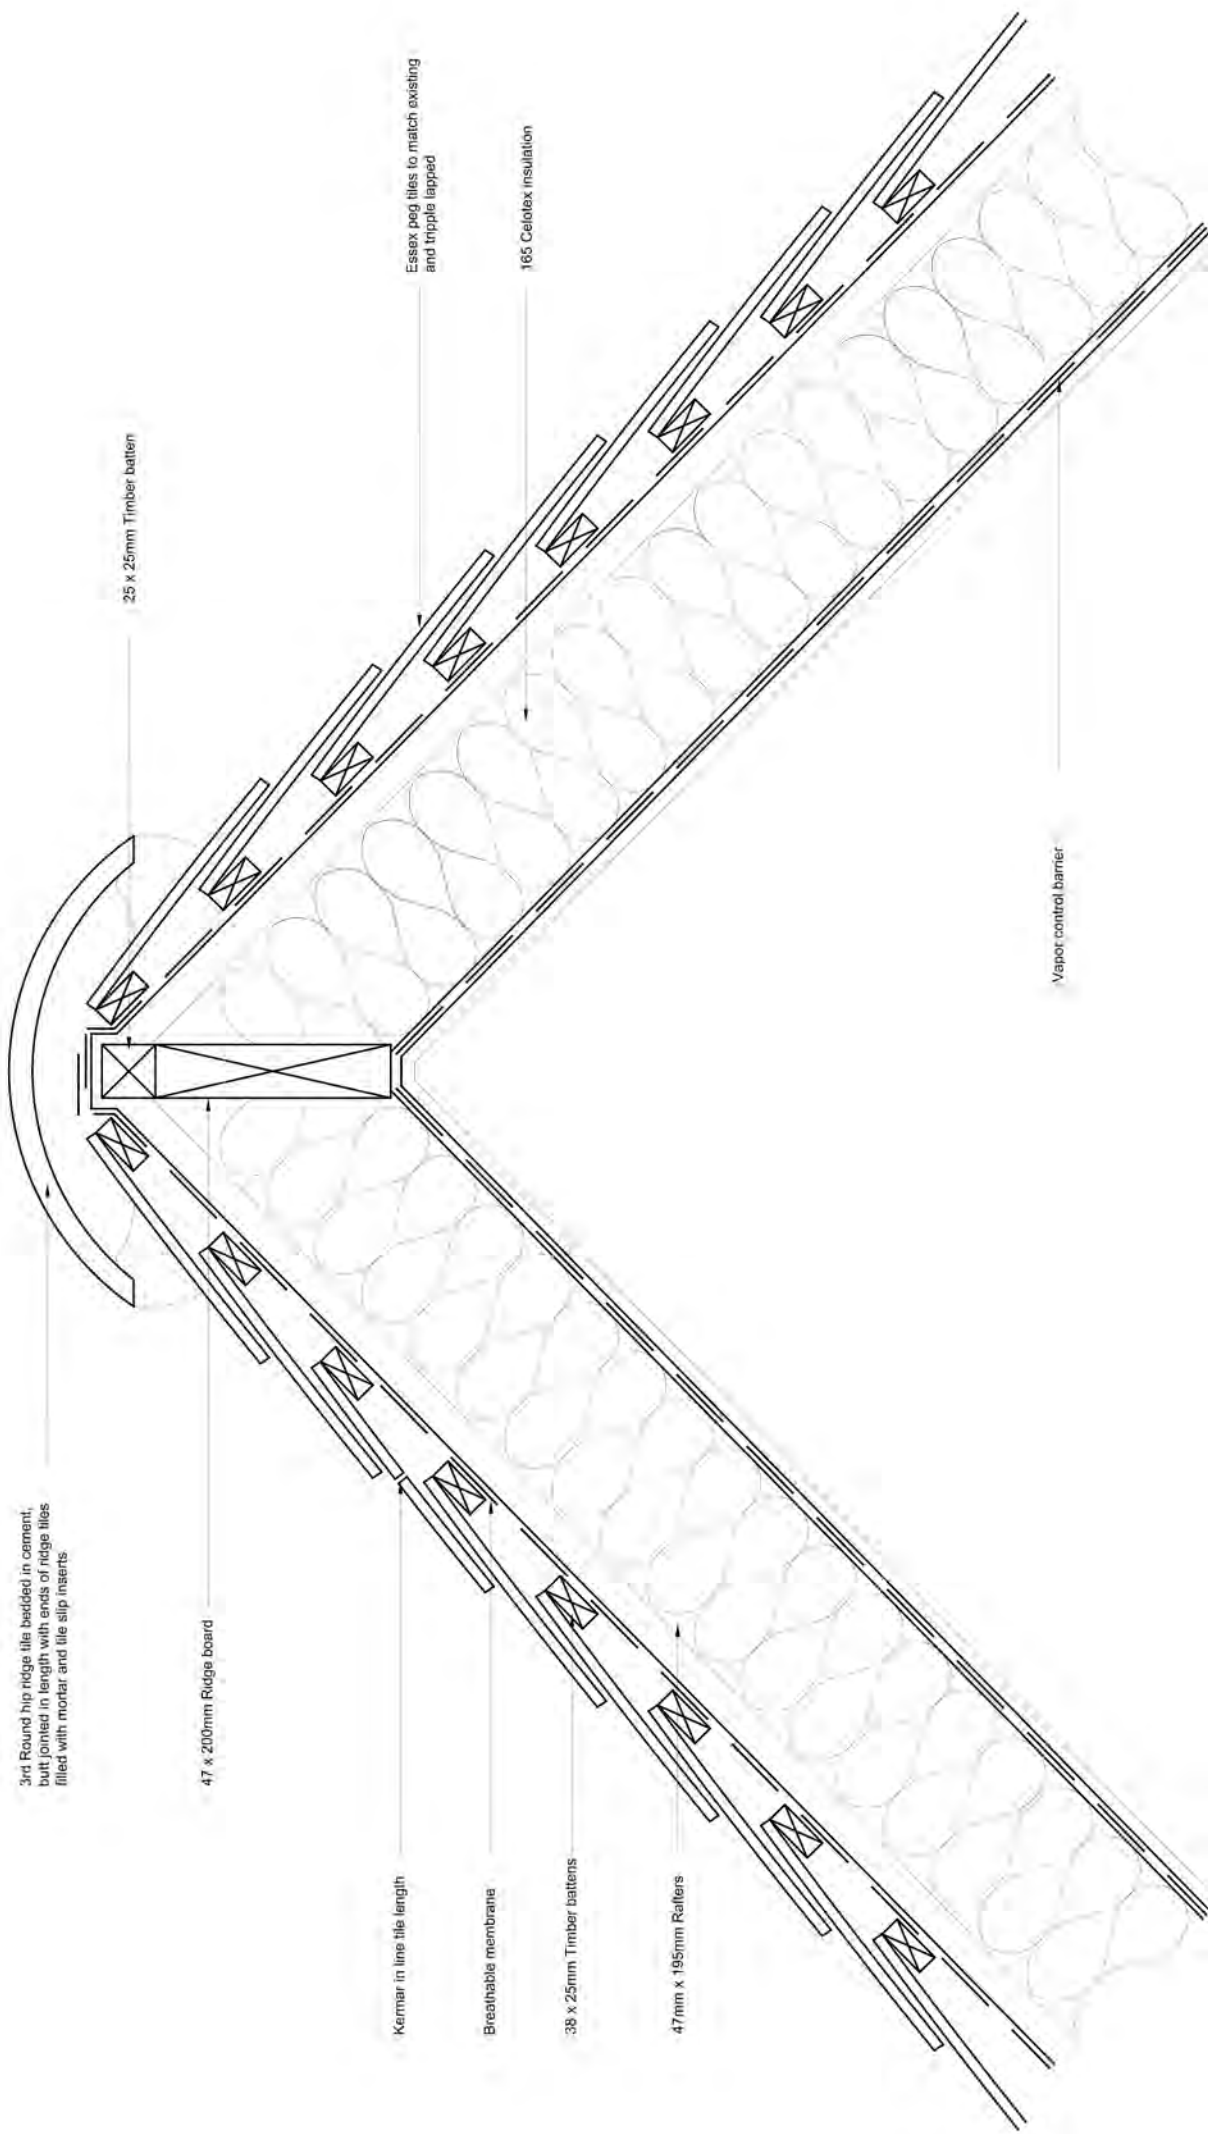 3rd Round hip ridge tile bedded in cement,
butt jointed in length with ends of ridge tiles
filled with mortar and tile slip inserts
47 x 200mm Ridge board
Kermar in line tile length
Breathable membrane
38 x 25mm Timber battens
47mm x 195mm Rafters
25 x 25mm Timber batten
Essex peg tiles to match existing
and tripple lapped
165 Celotex insulation
Vapor control barrier